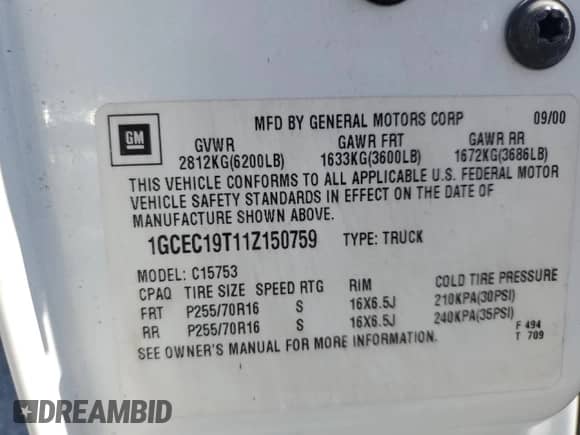 MFD BY GENERAL MOTORS CORP 09/00
GM
GVWR GAWR FRT GAWR RR
2812KG(6200LB) 1633KG(3600LB) 1672KG(3686LB)
THIS VEHICLE CONFORMS TO ALL APPLICABLE U.S. FEDERAL MOTOR
VEHICLE SAFETY STANDARDS IN EFFECT ON THE DATE OF
MANUFACTURE SHOWN ABOVE.
1GCEC19T11Z150759 TYPE: TRUCK
MODEL: C15753
CPAQ TIRE SIZE SPEED RTG RIM COLD TIRE PRESSURE
FRT P255/70R16 S 16X6.5J 210KPA(30PSI)
RR P255/70R16 S 16X6.5J 240KPA(35PSI)
SEE OWNER'S MANUAL FOR MORE INFORMATION.
F 494
T 709
DREAMBID